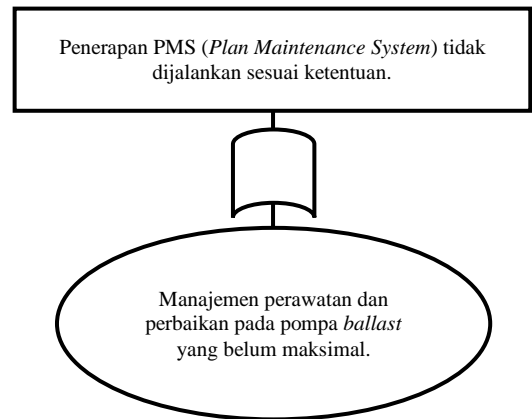 Penerapan PMS (Plan Maintenance System) tidak
dijalankan sesuai ketentuan.
Manajemen perawatan dan
perbaikan pada pompa ballast
yang belum maksimal.